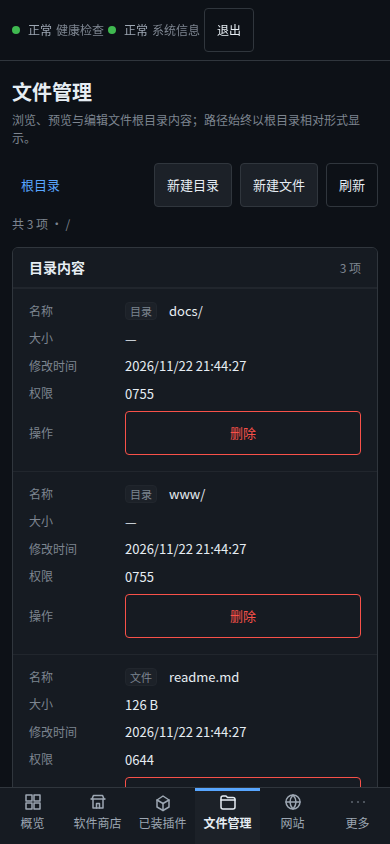 正常 健康检查 正常 系统信息 退出
文件管理
浏览、预览与编辑文件根目录内容；路径始终以根目录相对形式显
示。
根目录 新建目录 新建文件 刷新
共 3 项 · /
目录内容 3 项
名称 目录 docs/
大小 —
修改时间 2026/11/22 21:44:27
权限 0755
操作 删除
名称 目录 www/
大小 —
修改时间 2026/11/22 21:44:27
权限 0755
操作 删除
名称 文件 readme.md
大小 126 B
修改时间 2026/11/22 21:44:27
权限 0644
概览 软件商店 已装插件 文件管理 网站 更多